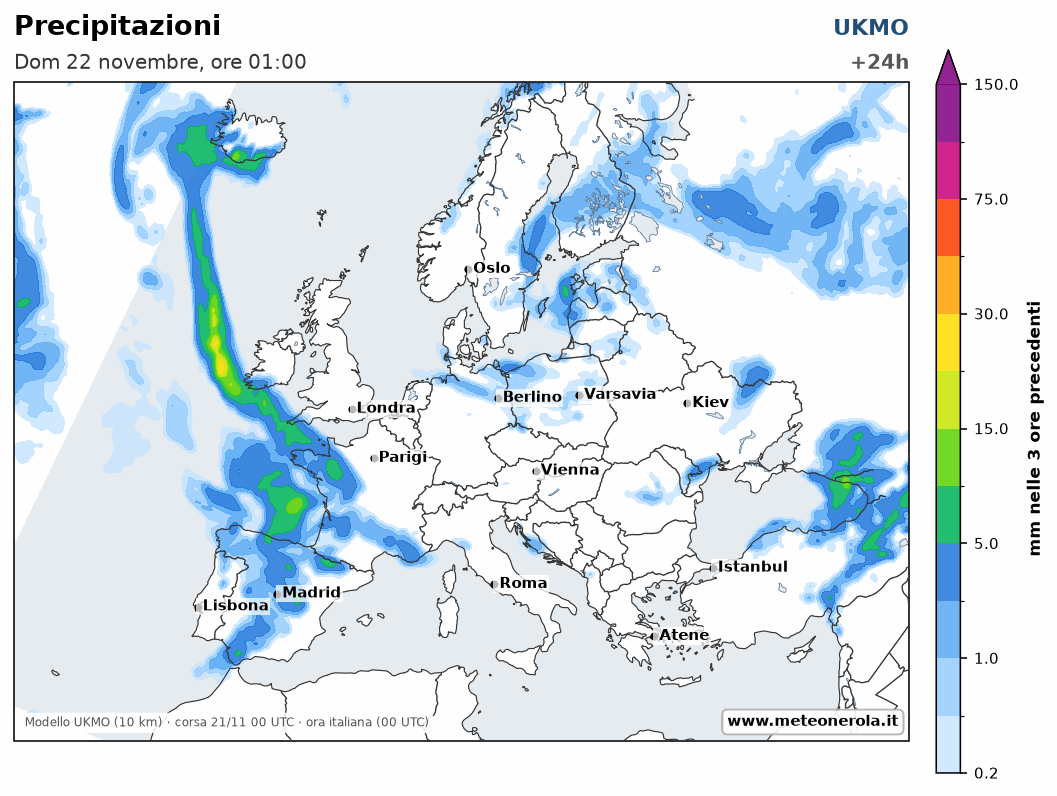 Precipitazioni
UKMO
Dom 22 novembre, ore 01:00
+24h
150.0
75.0
30.0
15.0
5.0
1.0
0.2
mm nelle 3 ore precedenti
Oslo
Londra
Berlino
Varsavia
Kiev
Parigi
Vienna
Istanbul
Roma
Madrid
Lisbona
Atene
Modello UKMO (10 km) · corsa 21/11 00 UTC · ora italiana (00 UTC)
www.meteonerola.it